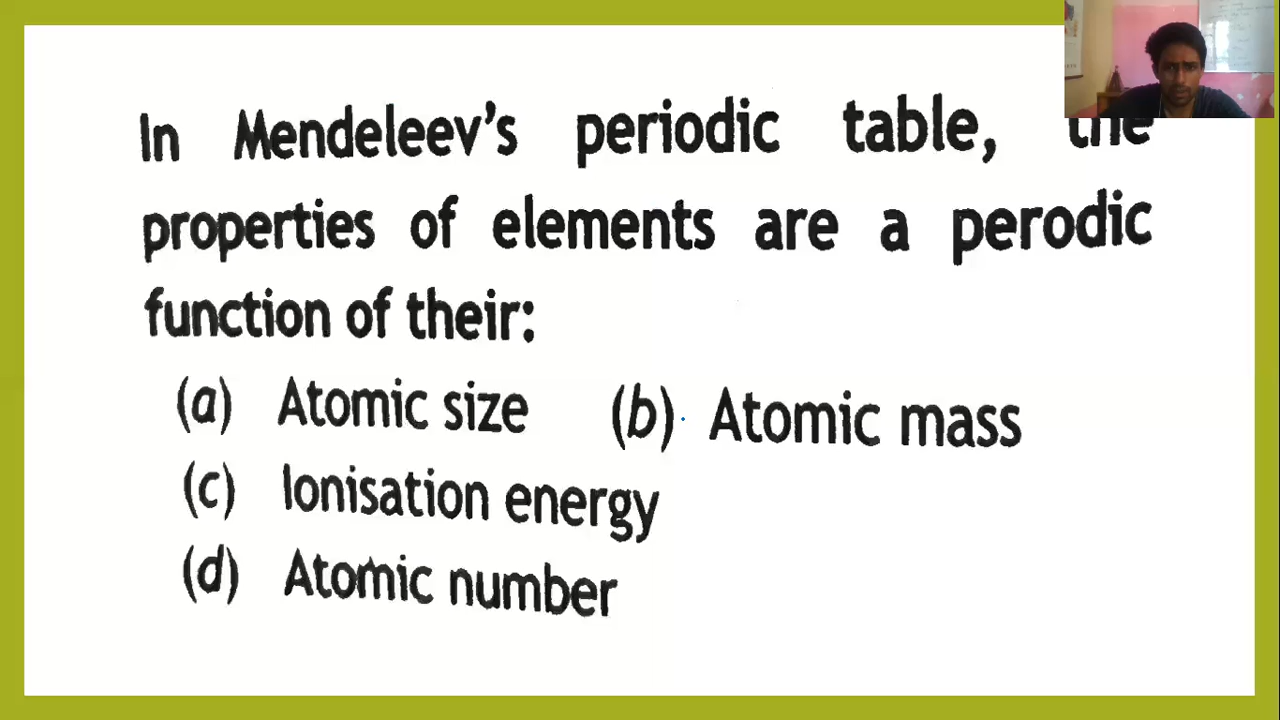 In Mendeleev's periodic table, the
properties of elements are a perodic
function of their:
(a) Atomic size (b) Atomic mass
(c) Ionisation energy
(d) Atomic number